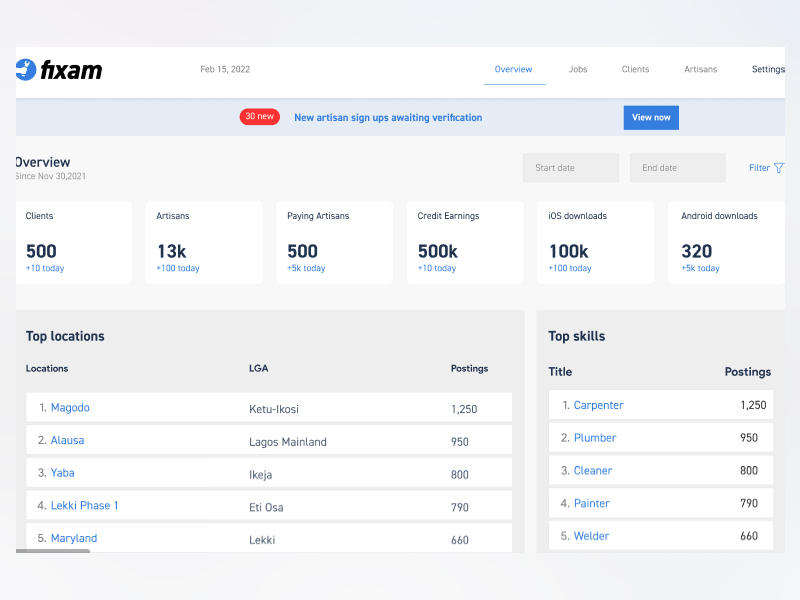 fixam
Feb 15, 2022
Overview
Jobs
Clients
Artisans
Settings
30 new
New artisan sign ups awaiting verification
View now
Overview
Since Nov 30,2021
Start date
End date
Filter
Clients
500
+10 today
Artisans
13k
+100 today
Paying Artisans
500
+5k today
Credit Earnings
500k
+10 today
iOS downloads
100k
+100 today
Android downloads
320
+5k today
Top locations
Locations LGA Postings
1. Magodo Ketu-Ikosi 1,250
2. Alausa Lagos Mainland 950
3. Yaba Ikeja 800
4. Lekki Phase 1 Eti Osa 790
5. Maryland Lekki 660
Top skills
Title Postings
1. Carpenter 1,250
2. Plumber 950
3. Cleaner 800
4. Painter 790
5. Welder 660